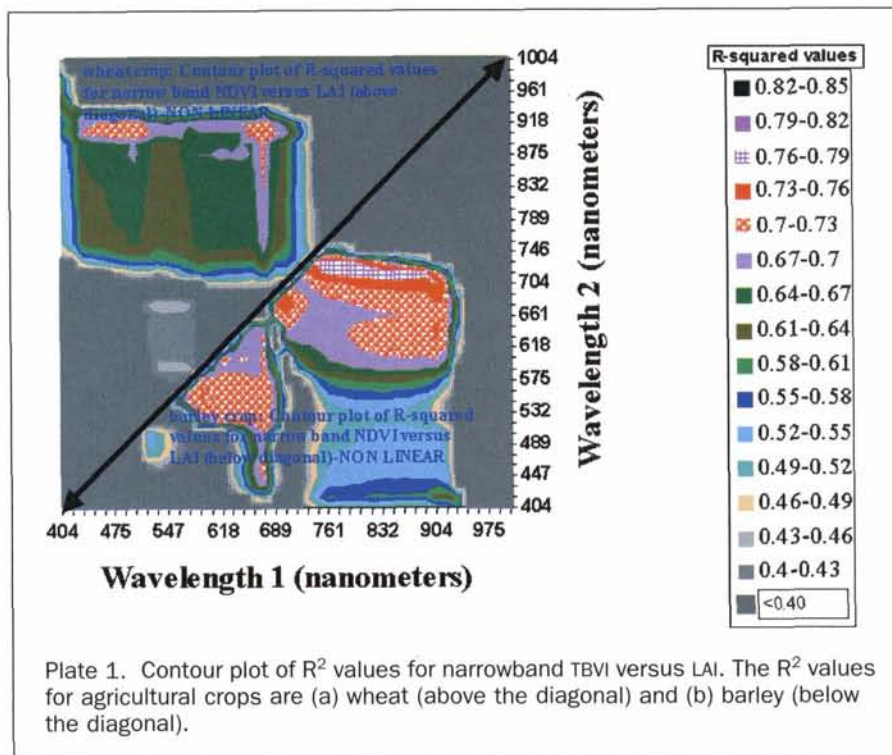 wheat crop: Contour plot of R-squared values
for narrow band NDVI versus LAI (above
diagonal)-NON LINEAR
barley crop: Contour plot of R-squared
values for narrow band NDVI versus
LAI (below diagonal)-NON LINEAR
1004
961
918
875
832
789
746
704
661
618
575
532
489
447
404
Wavelength 2 (nanometers)
404 475 547 618 689 761 832 904 975
Wavelength 1 (nanometers)
R-squared values
0.82-0.85
0.79-0.82
0.76-0.79
0.73-0.76
0.7-0.73
0.67-0.7
0.64-0.67
0.61-0.64
0.58-0.61
0.55-0.58
0.52-0.55
0.49-0.52
0.46-0.49
0.43-0.46
0.4-0.43
<0.40
Plate 1. Contour plot of R² values for narrowband TBVI versus LAI. The R² values
for agricultural crops are (a) wheat (above the diagonal) and (b) barley (below
the diagonal).